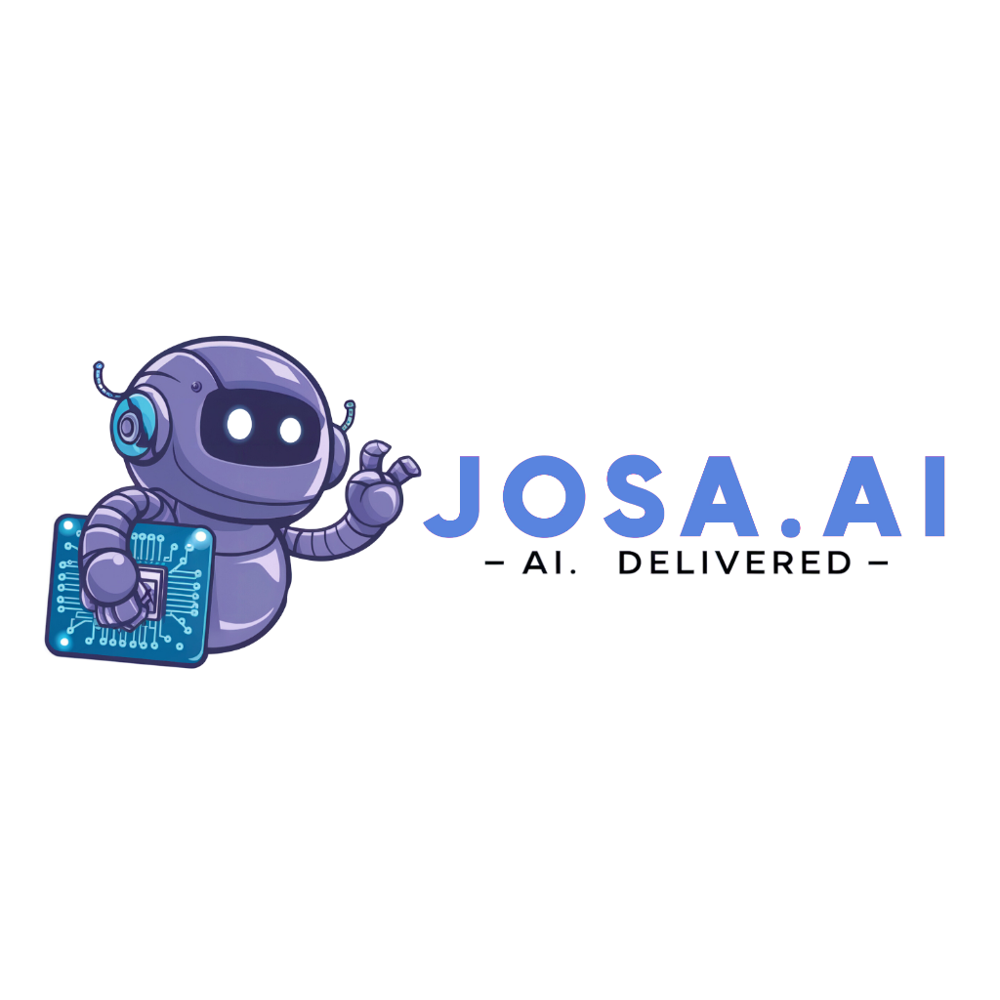 JOSA.AI
– AI. DELIVERED –